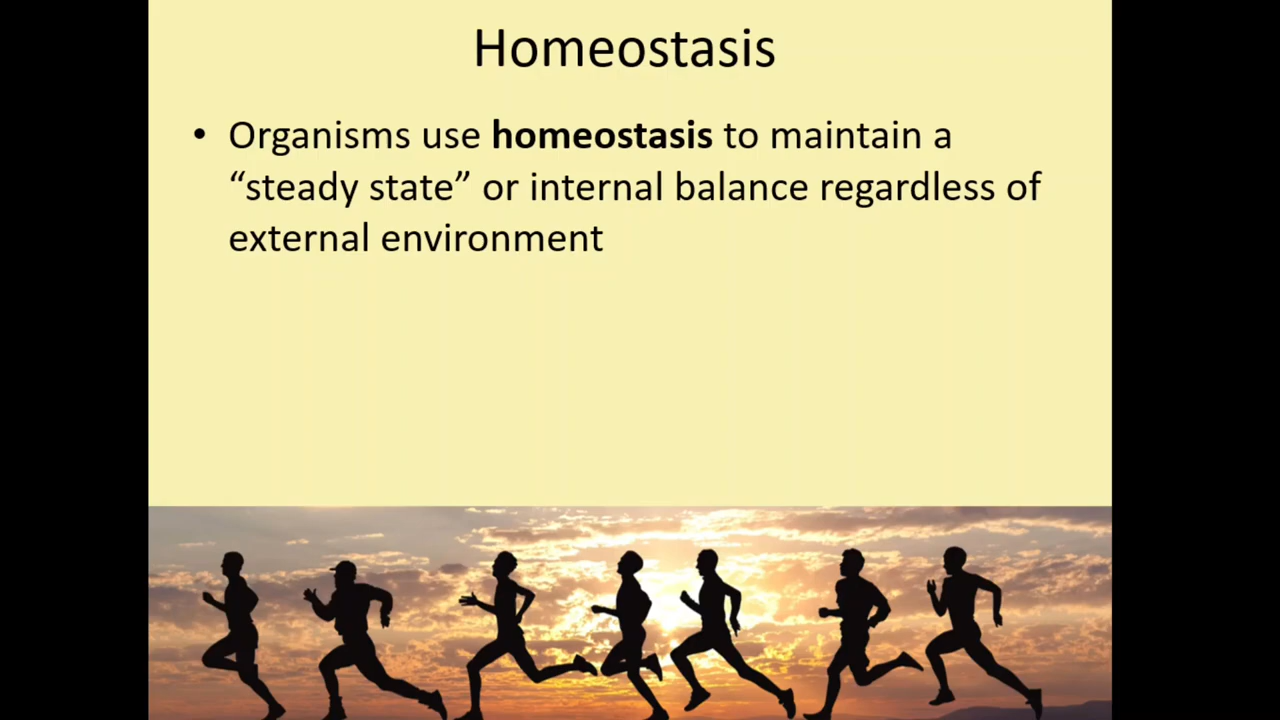 Homeostasis
• Organisms use homeostasis to maintain a
“steady state” or internal balance regardless of
external environment